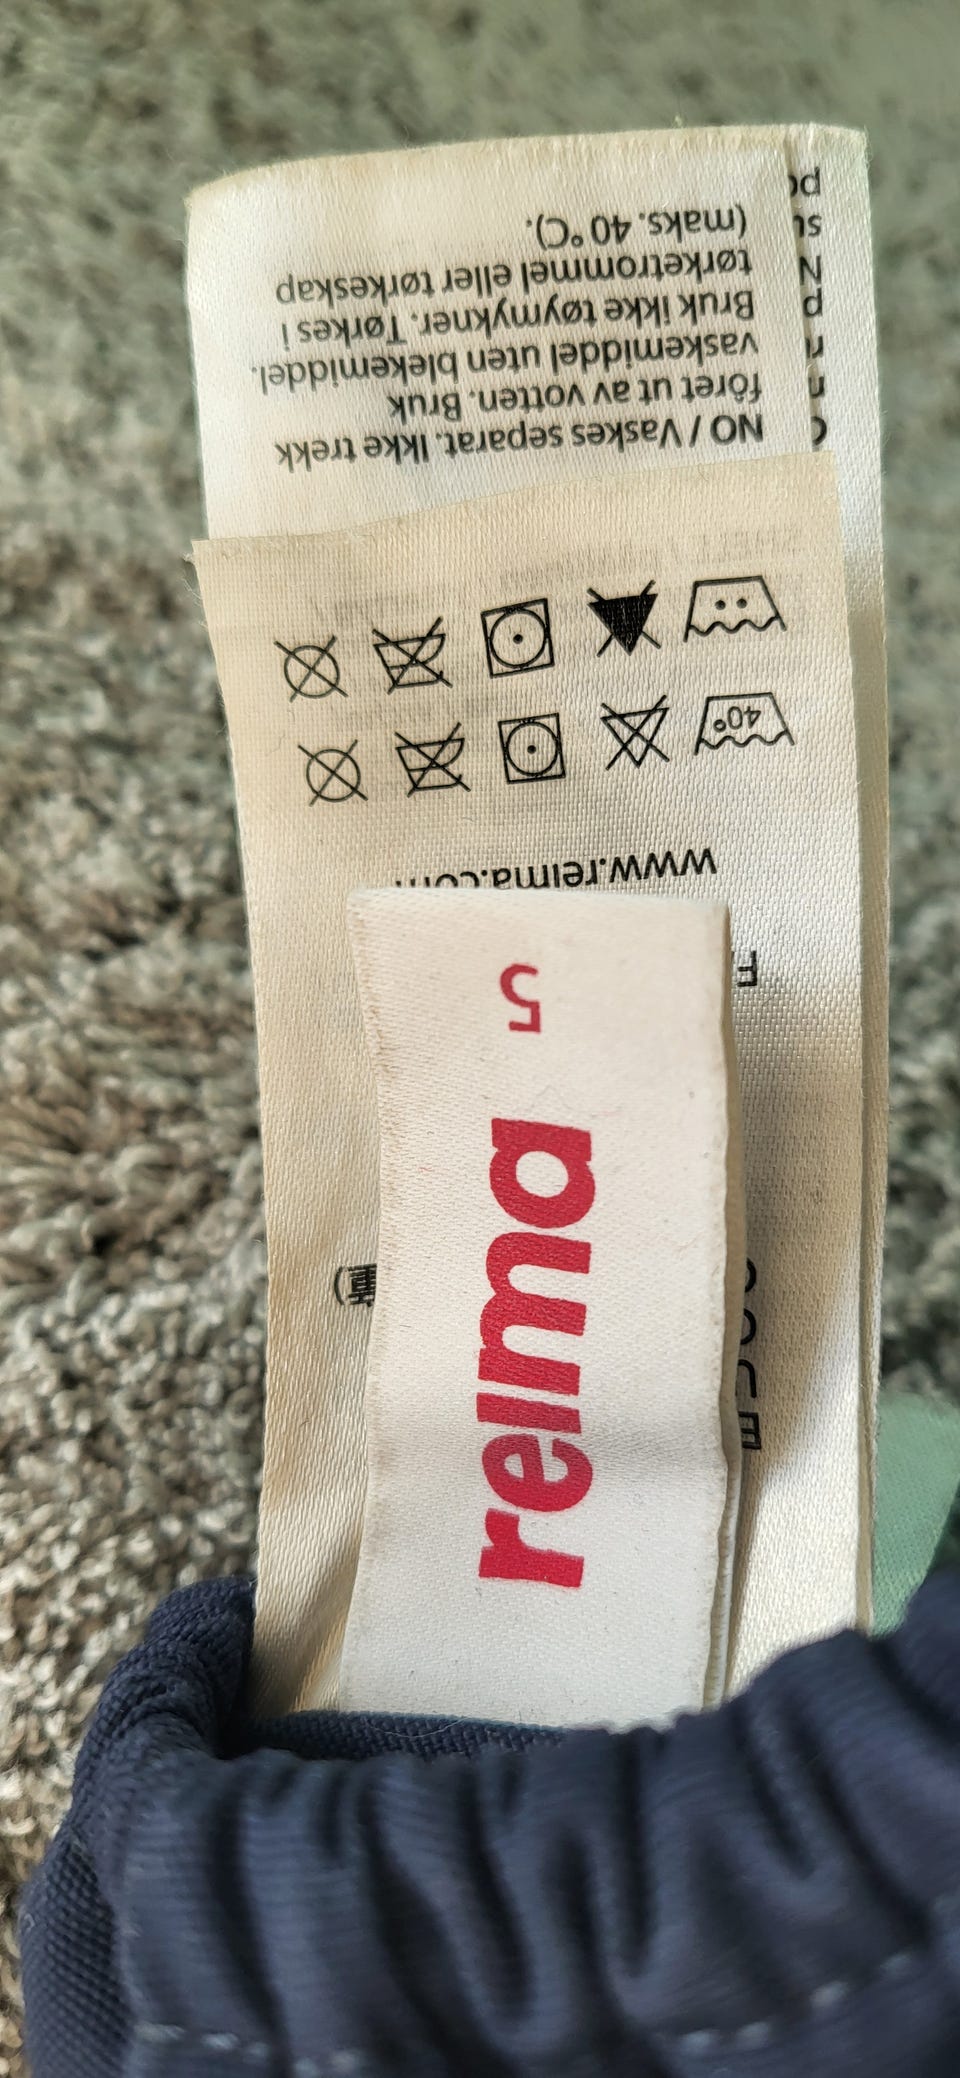 NO / Vaskes separat. Ikke trekk
fôret ut av votten. Bruk
vaskemiddel uten blekemiddel.
Bruk ikke tøymykner. Tørkes i
tørketrommel eller tørkeskap
(maks. 40 °C).
40°
www.reima.com
reima
5